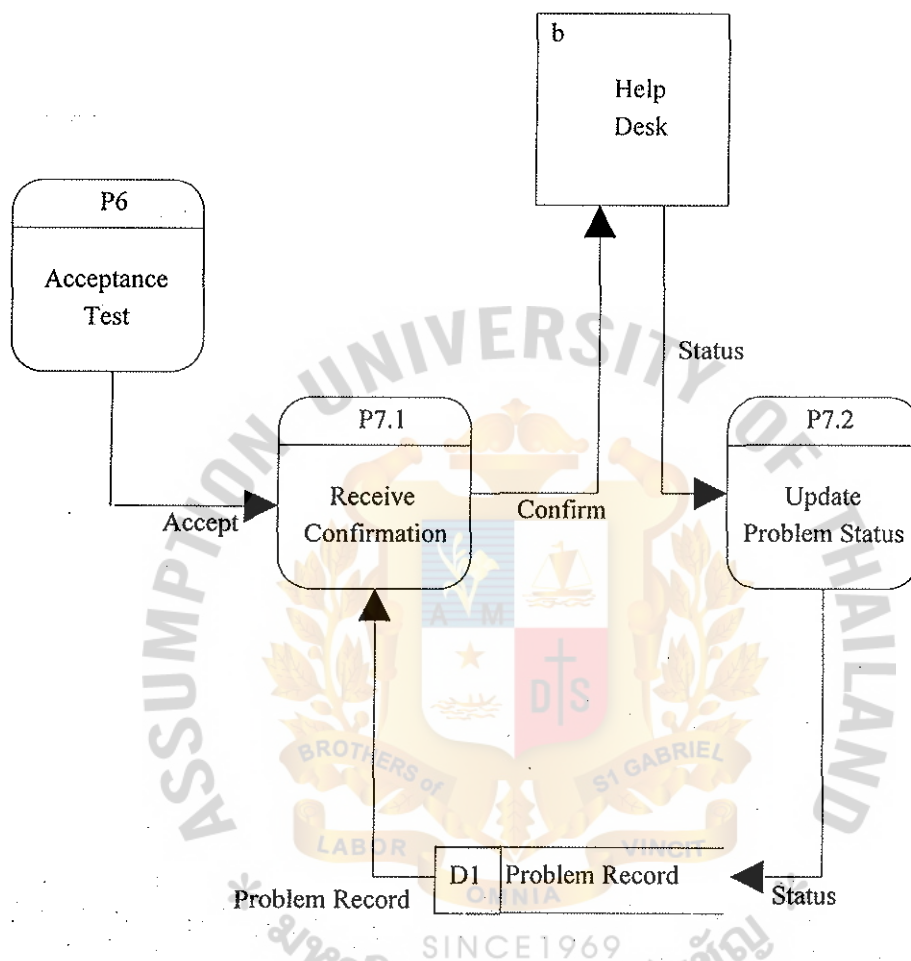 b
Help
Desk
P6
Acceptance
Test
Status
P7.1
Receive
Confirmation
Accept
Confirm
P7.2
Update
Problem Status
D1 Problem Record
Problem Record
Status
ASSUMPTION UNIVERSITY OF THAILAND
A M
D S
BROTHERS of
S1 GABRIEL
LABOR
VINCIT
OMNIA
SINCE1969